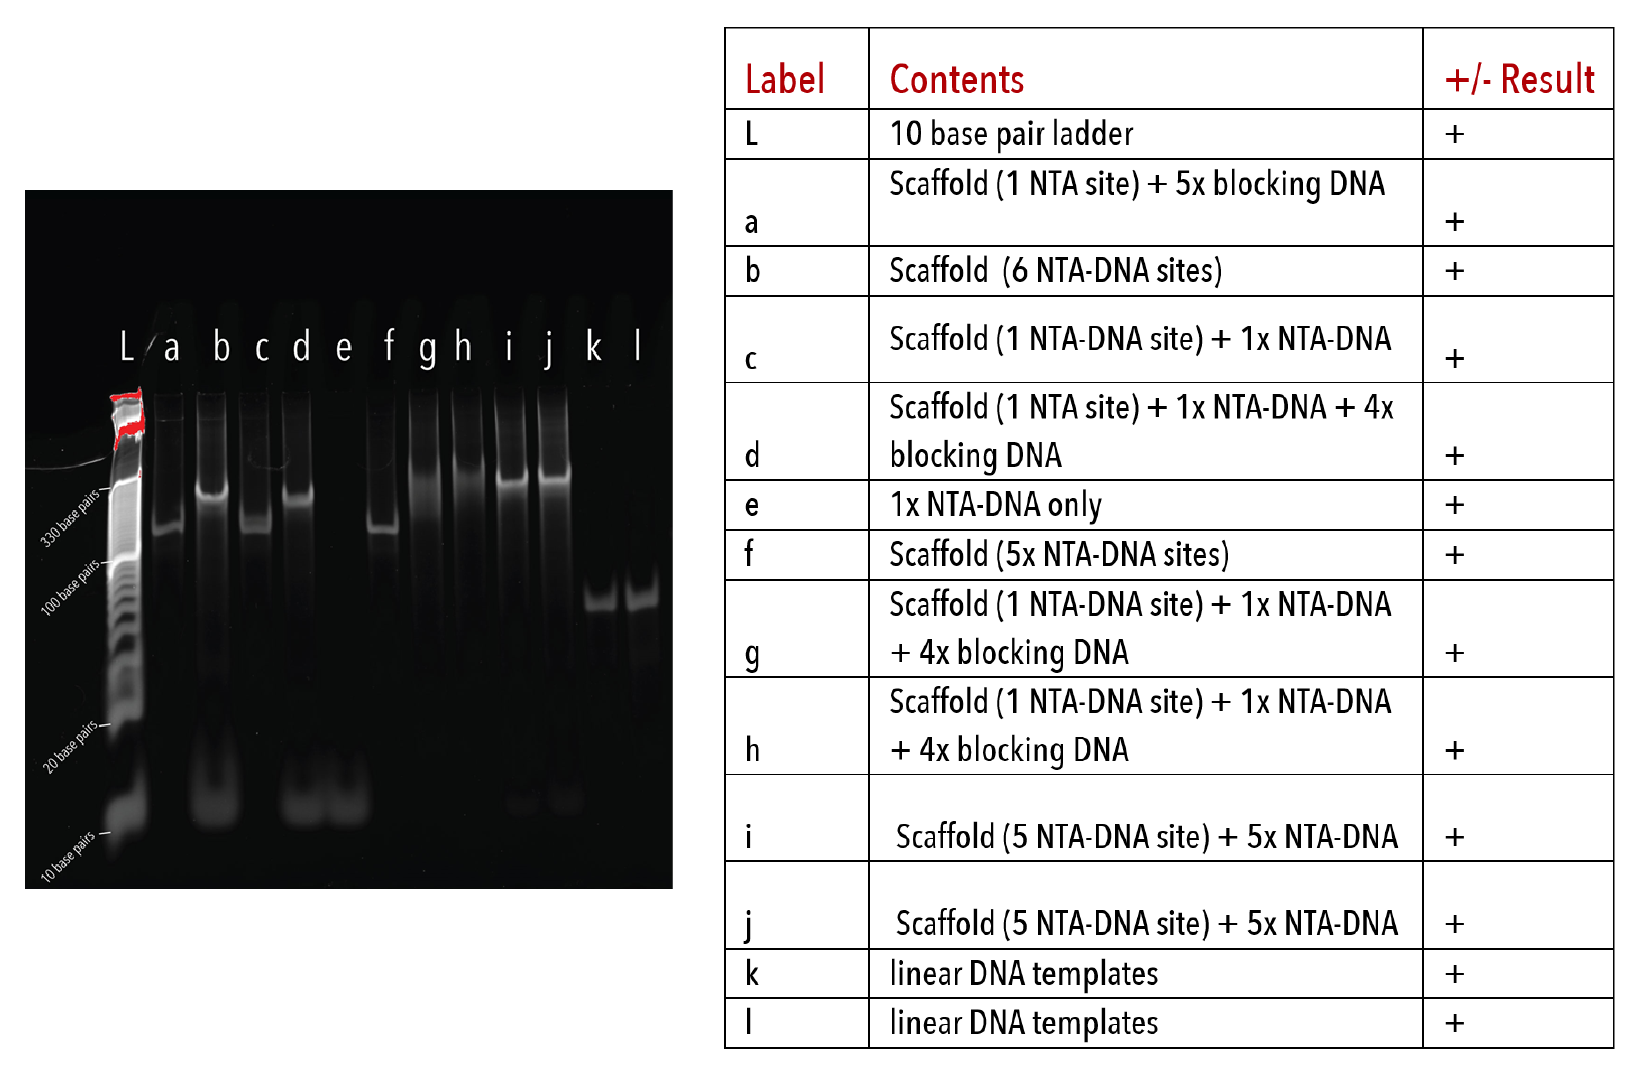 L a b c d e f g h i j k l
330 base pairs
100 base pairs
20 base pairs
10 base pairs
Label Contents +/- Result
L 10 base pair ladder +
Scaffold (1 NTA site) + 5x blocking DNA
a +
b Scaffold (6 NTA-DNA sites) +
Scaffold (1 NTA-DNA site) + 1x NTA-DNA
c +
Scaffold (1 NTA site) + 1x NTA-DNA + 4x
d blocking DNA +
e 1x NTA-DNA only +
f Scaffold (5x NTA-DNA sites) +
Scaffold (1 NTA-DNA site) + 1x NTA-DNA
g + 4x blocking DNA +
Scaffold (1 NTA-DNA site) + 1x NTA-DNA
h + 4x blocking DNA +
i Scaffold (5 NTA-DNA site) + 5x NTA-DNA +
j Scaffold (5 NTA-DNA site) + 5x NTA-DNA +
k linear DNA templates +
l linear DNA templates +